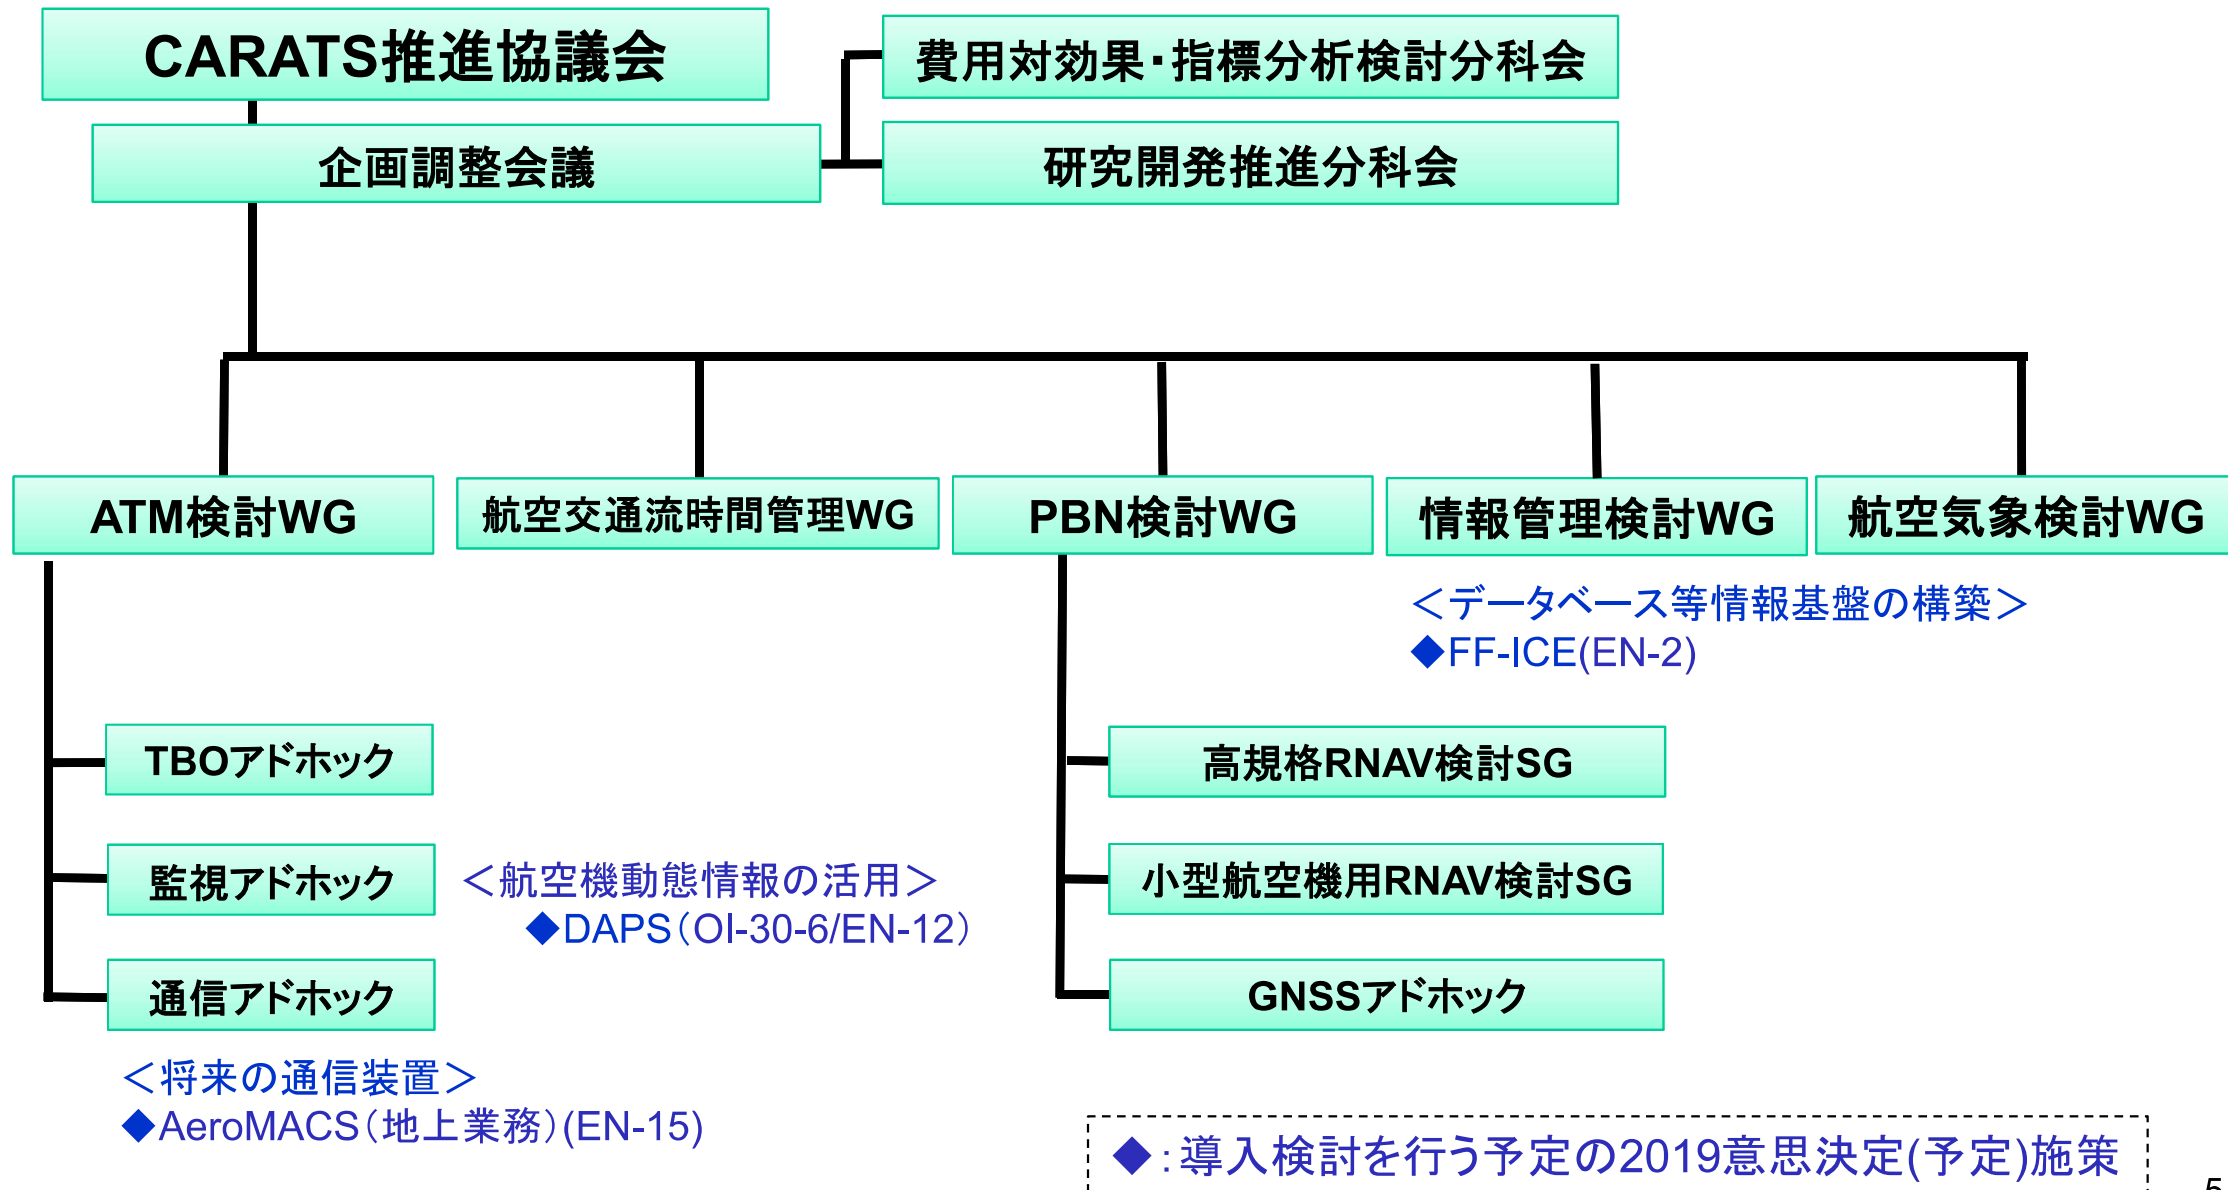 CARATS推進協議会
費用対効果・指標分析検討分科会
企画調整会議
研究開発推進分科会
ATM検討WG
航空交通流時間管理WG
PBN検討WG
情報管理検討WG
航空気象検討WG
＜データベース等情報基盤の構築＞
◆FF-ICE(EN-2)
TBOアドホック
高規格RNAV検討SG
監視アドホック
＜航空機動態情報の活用＞
◆DAPS（OI-30-6/EN-12）
小型航空機用RNAV検討SG
通信アドホック
GNSSアドホック
＜将来の通信装置＞
◆AeroMACS（地上業務）(EN-15)
◆：導入検討を行う予定の2019意思決定(予定)施策
5